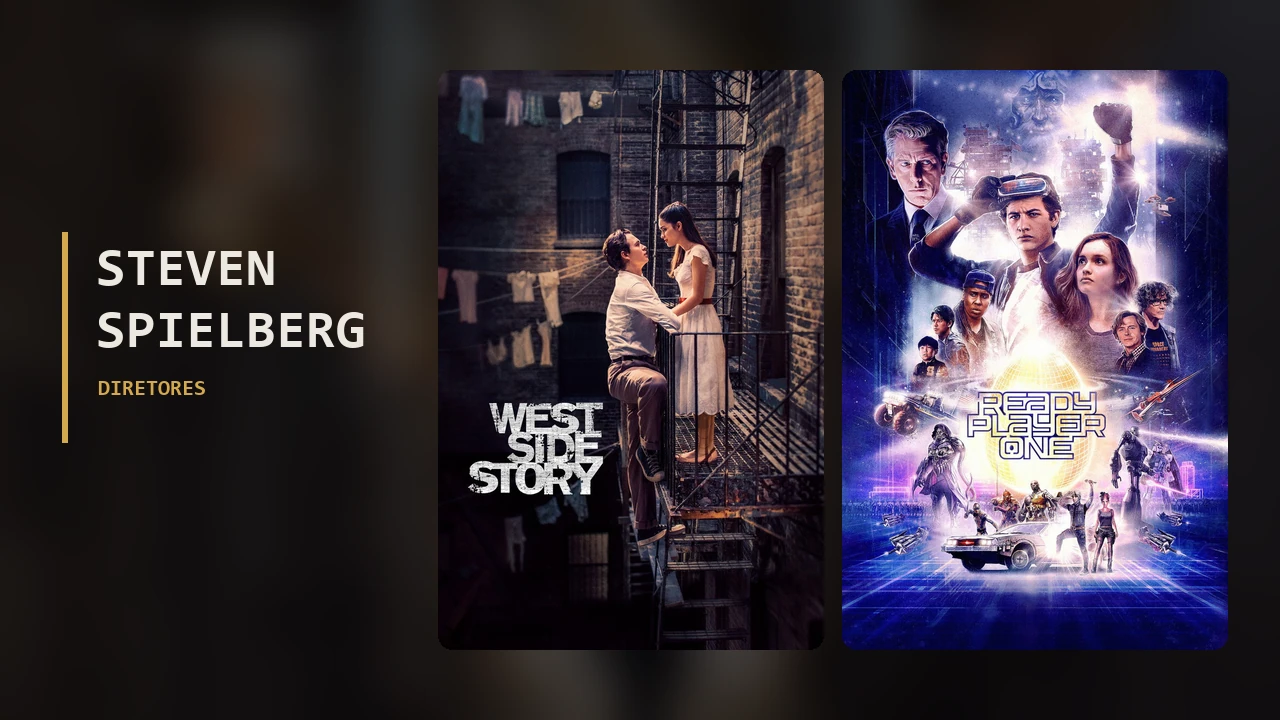 STEVEN
SPIELBERG
DIRETORES
WEST
SIDE
STORY
READY
PLAYER
ONE